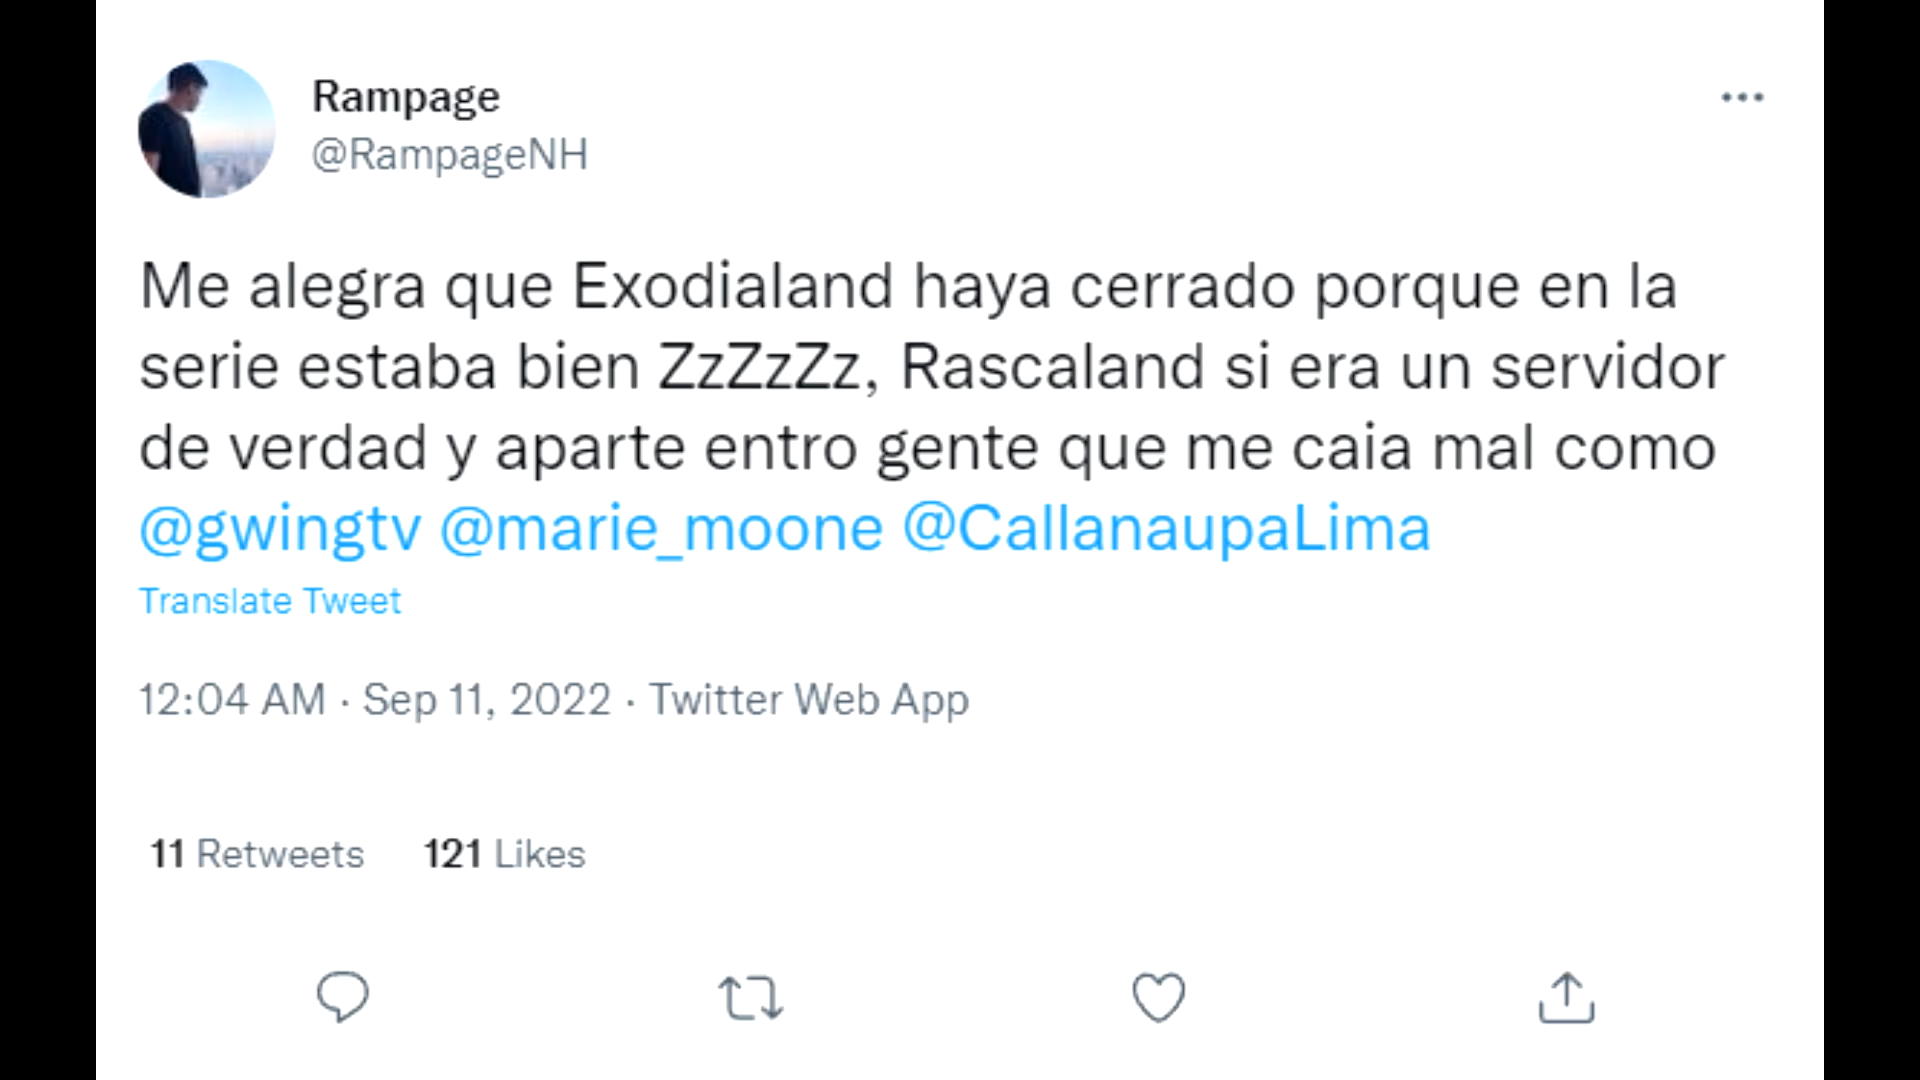 Rampage
@RampageNH
Me alegra que Exodialand haya cerrado porque en la
serie estaba bien ZzZzZz, Rascaland si era un servidor
de verdad y aparte entro gente que me caia mal como
@gwingtv @marie_moone @CallanaupaLima
Translate Tweet
12:04 AM · Sep 11, 2022 · Twitter Web App
11 Retweets 121 Likes